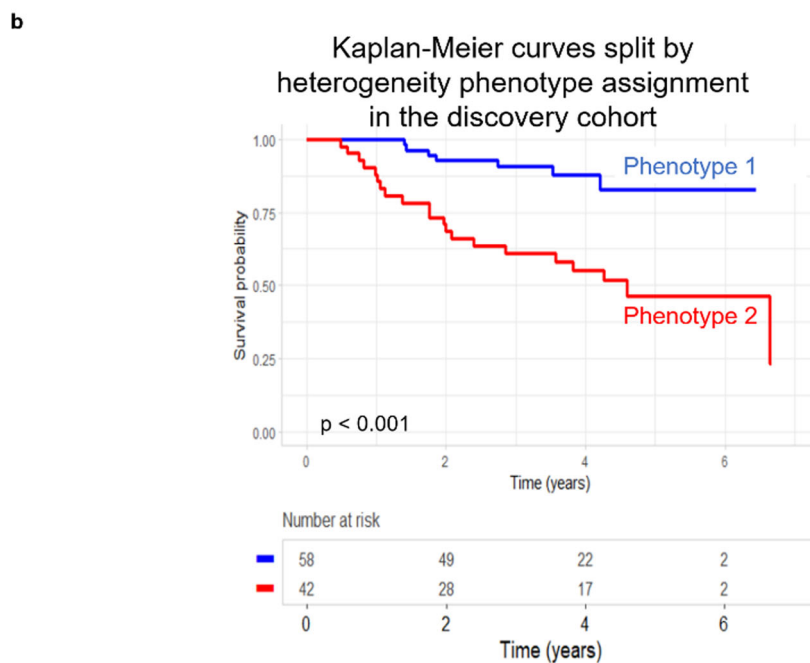 b
Kaplan-Meier curves split by
heterogeneity phenotype assignment
in the discovery cohort
1.00
0.75
0.50
0.25
0.00
Survival probability
Phenotype 1
Phenotype 2
p < 0.001
0 2 4 6
Time (years)
Number at risk
58 49 22 2
42 28 17 2
0 2 4 6
Time (years)